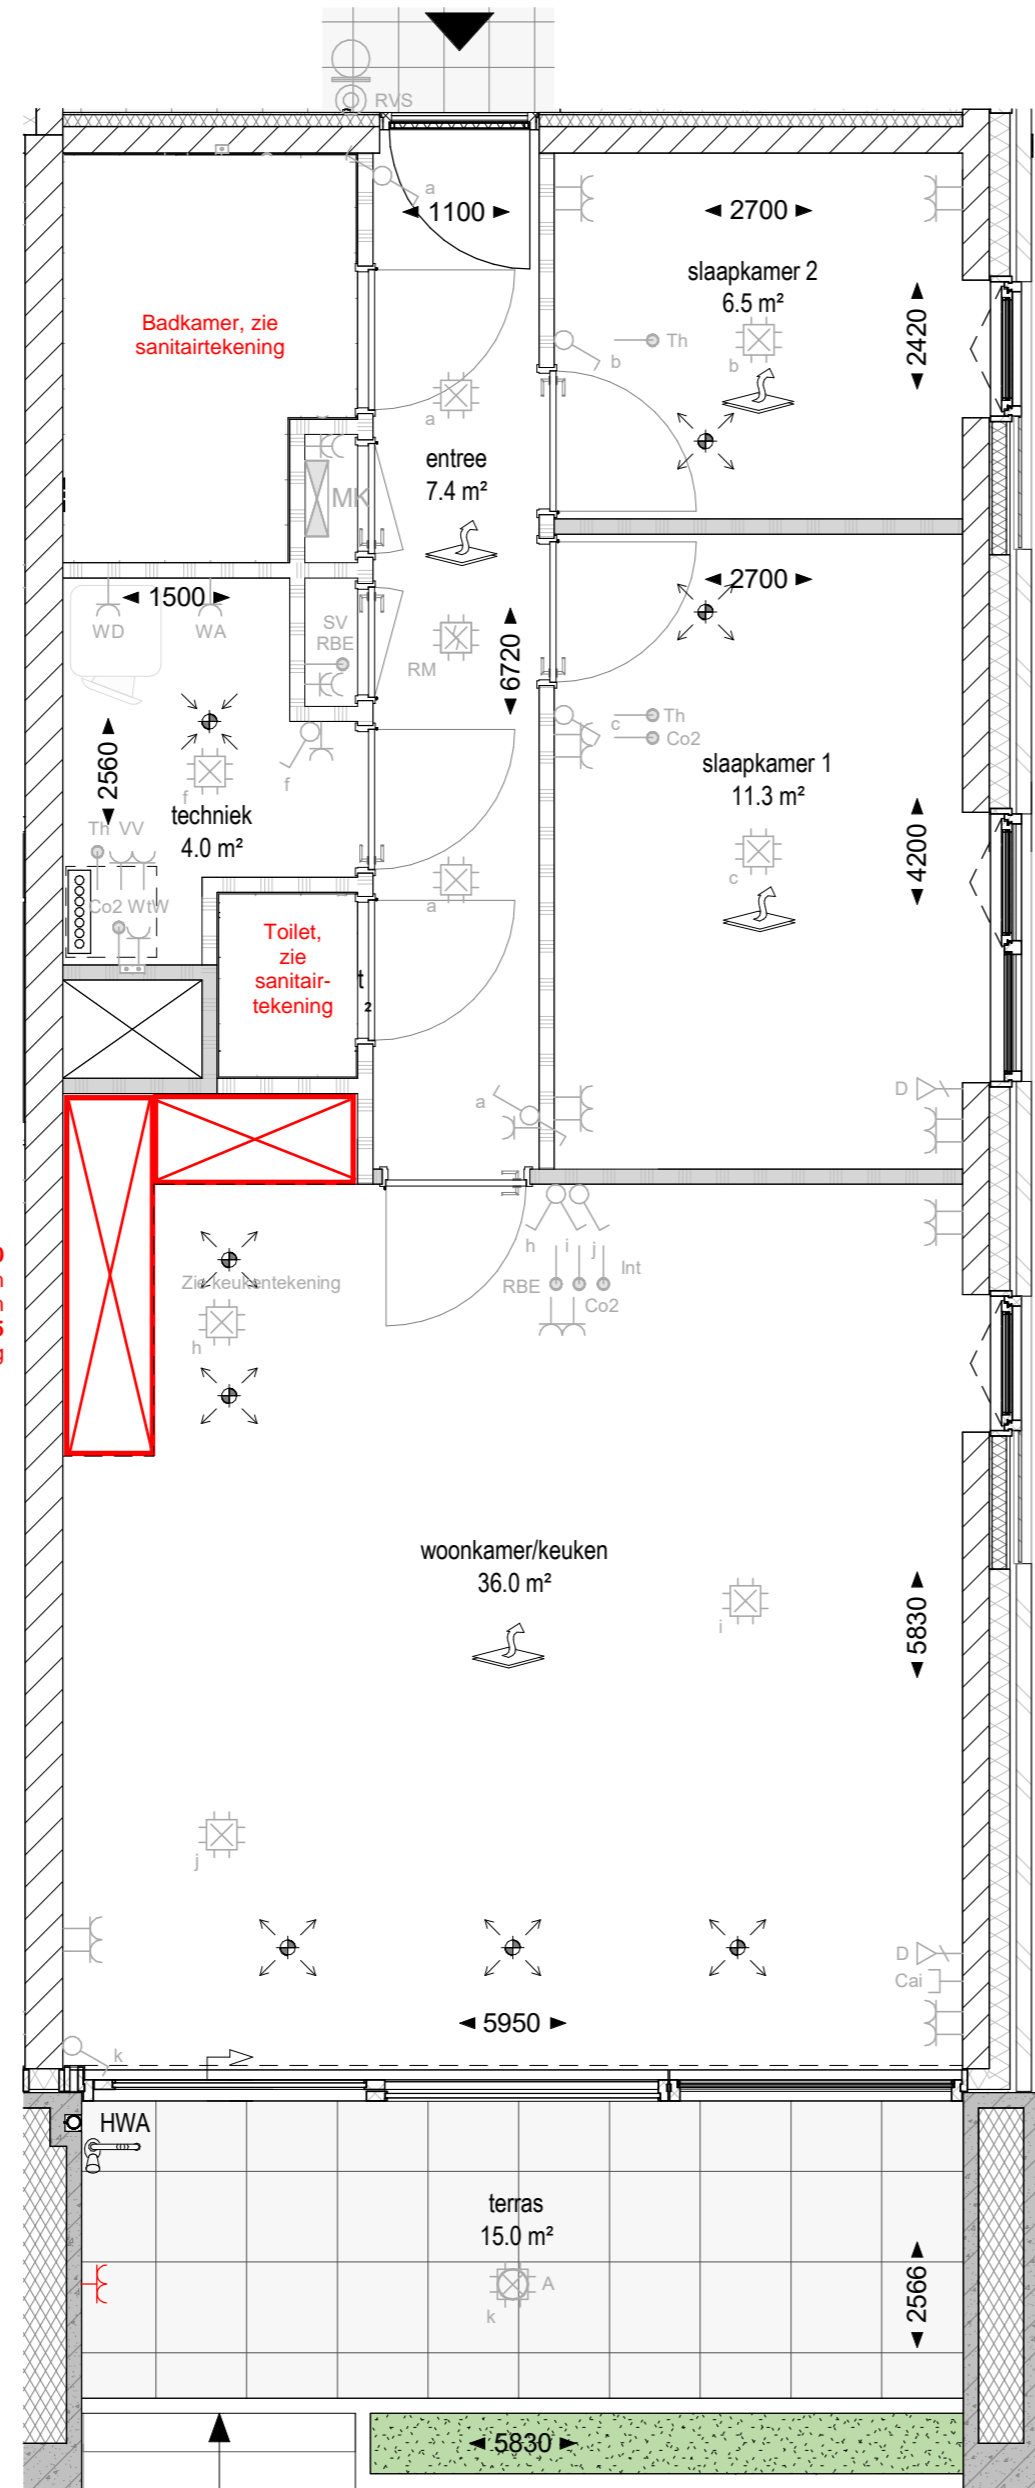 RVS
a
1100
2700
slaapkamer 2
6.5 m²
2420
Badkamer, zie
sanitairtekening
b
Th
b
a
entree
7.4 m²
MK
1500
WD
WA
SV
RBE
RM
6720
2700
c
Th
Co2
slaapkamer 1
11.3 m²
4200
c
2560
f
f
techniek
4.0 m²
Th
VV
Co2
WtW
a
Toilet,
zie
sanitair-
tekening
t
2
a
D
h
i
j
Int
RBE
Co2
Zie keukentekening
h
woonkamer/keuken
36.0 m²
i
5830
j
D
Cai
5950
k
HWA
terras
15.0 m²
A
k
2566
5830